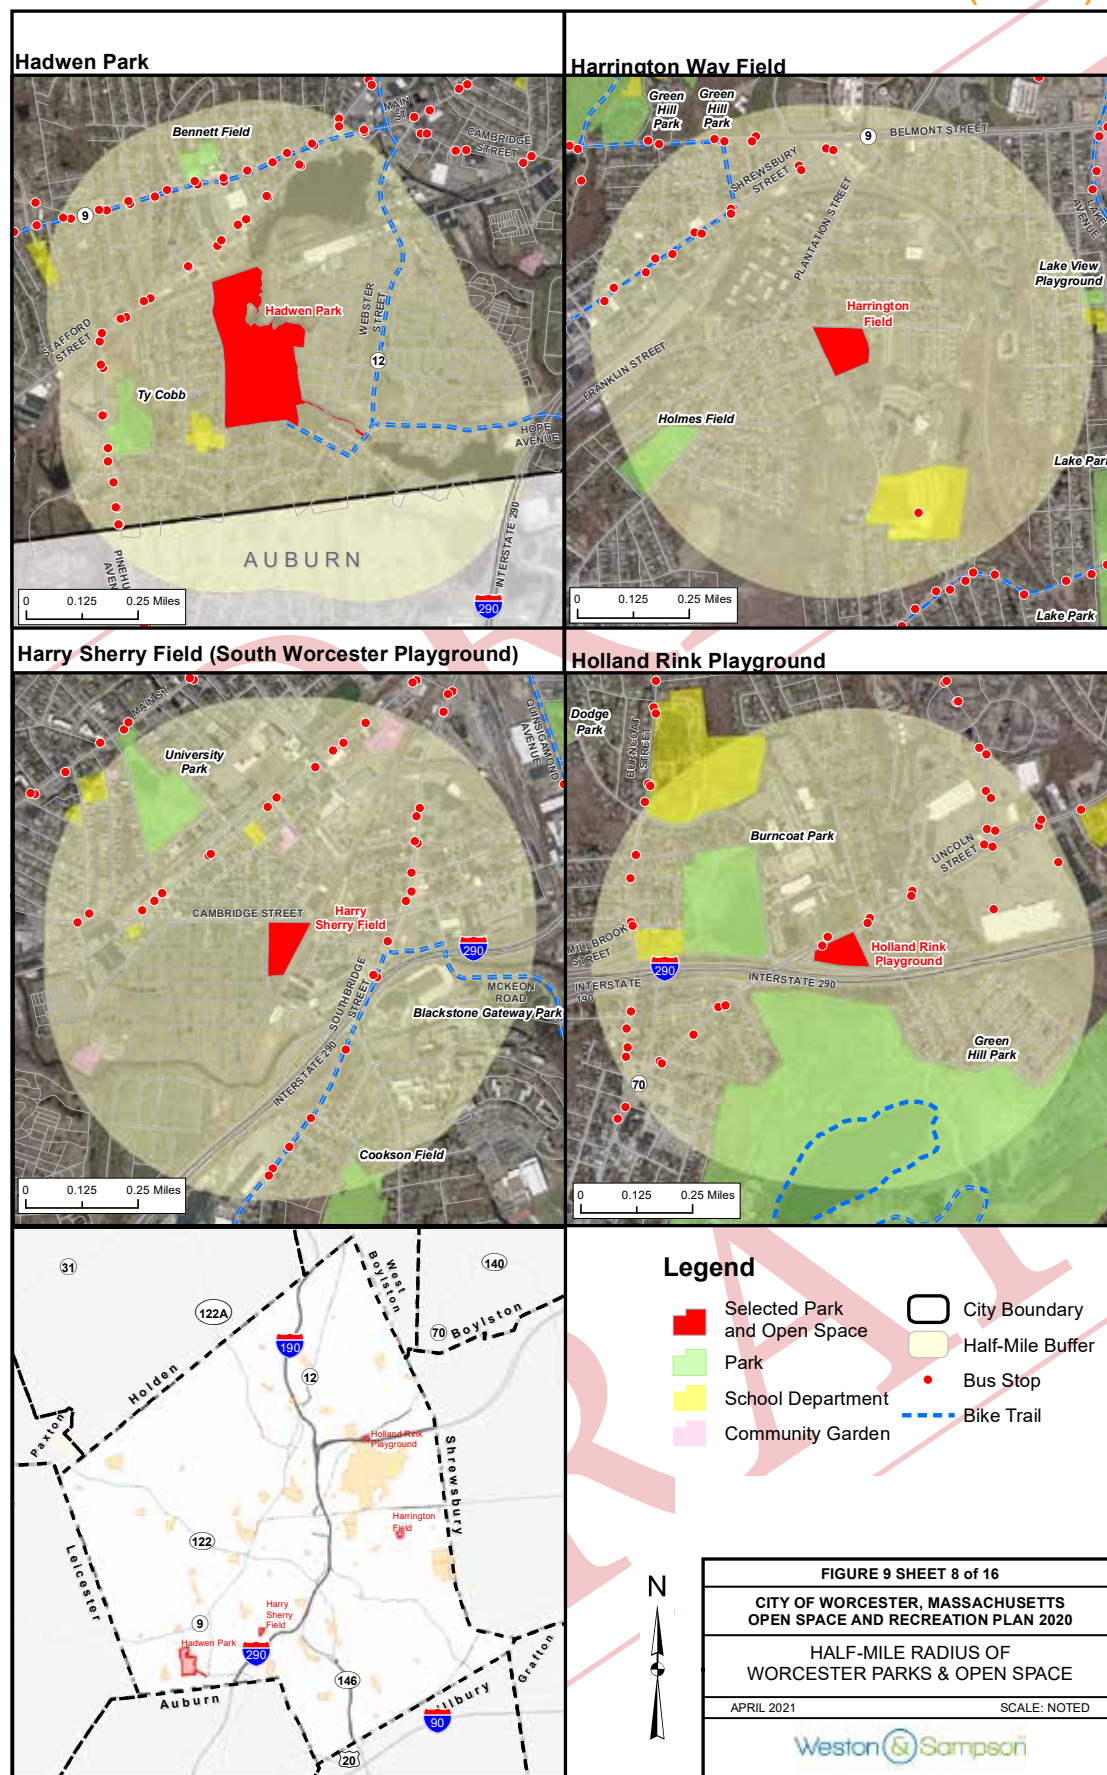 Hadwen Park
Bennett Field
MAIN
ST
CAMBRIDGE
STREET
9
Hadwen Park
WEBSTER
STREET
STAFFORD
STREET
12
Ty Cobb
HOPE
AVENUE
AUBURN
INTERSTATE 290
290
0 0.125 0.25 Miles
Harrington Way Field
Green
Hill
Park
Green
Hill
Park
9
BELMONT STREET
SHREWSBURY
STREET
PLANTATION STREET
LAKE
AVENUE
Lake View
Playground
Harrington
Field
FRANKLIN STREET
Holmes Field
Lake Par
Lake Park
0 0.125 0.25 Miles
Harry Sherry Field (South Worcester Playground)
MAIN ST
University
Park
QUINSIGAMOND
AVENUE
CAMBRIDGE STREET
Harry
Sherry Field
290
SOUTHBRIDGE
STREET
MCKEON
ROAD
Blackstone Gateway Park
INTERSTATE 290
Cookson Field
0 0.125 0.25 Miles
Holland Rink Playground
Dodge
Park
BURNCOAT
STREET
Burncoat Park
LINCOLN
STREET
MILLBROOK
STREET
Holland Rink
Playground
290
INTERSTATE
190
INTERSTATE 290
Green
Hill Park
70
0 0.125 0.25 Miles
31
122A
140
West
Boylston
70
Boylston
190
12
Holden
Paxton
Holland Rink
Playground
Shrewsbury
Harrington
Field
122
Leicester
9
Harry
Sherry
Field
Hadwen Park
290
Auburn
146
Grafton
90
20
Legend
Selected Park
and Open Space
Park
School Department
Community Garden
City Boundary
Half-Mile Buffer
Bus Stop
Bike Trail
N
FIGURE 9 SHEET 8 of 16
CITY OF WORCESTER, MASSACHUSETTS
OPEN SPACE AND RECREATION PLAN 2020
HALF-MILE RADIUS OF
WORCESTER PARKS & OPEN SPACE
APRIL 2021 SCALE: NOTED
Weston & Sampson